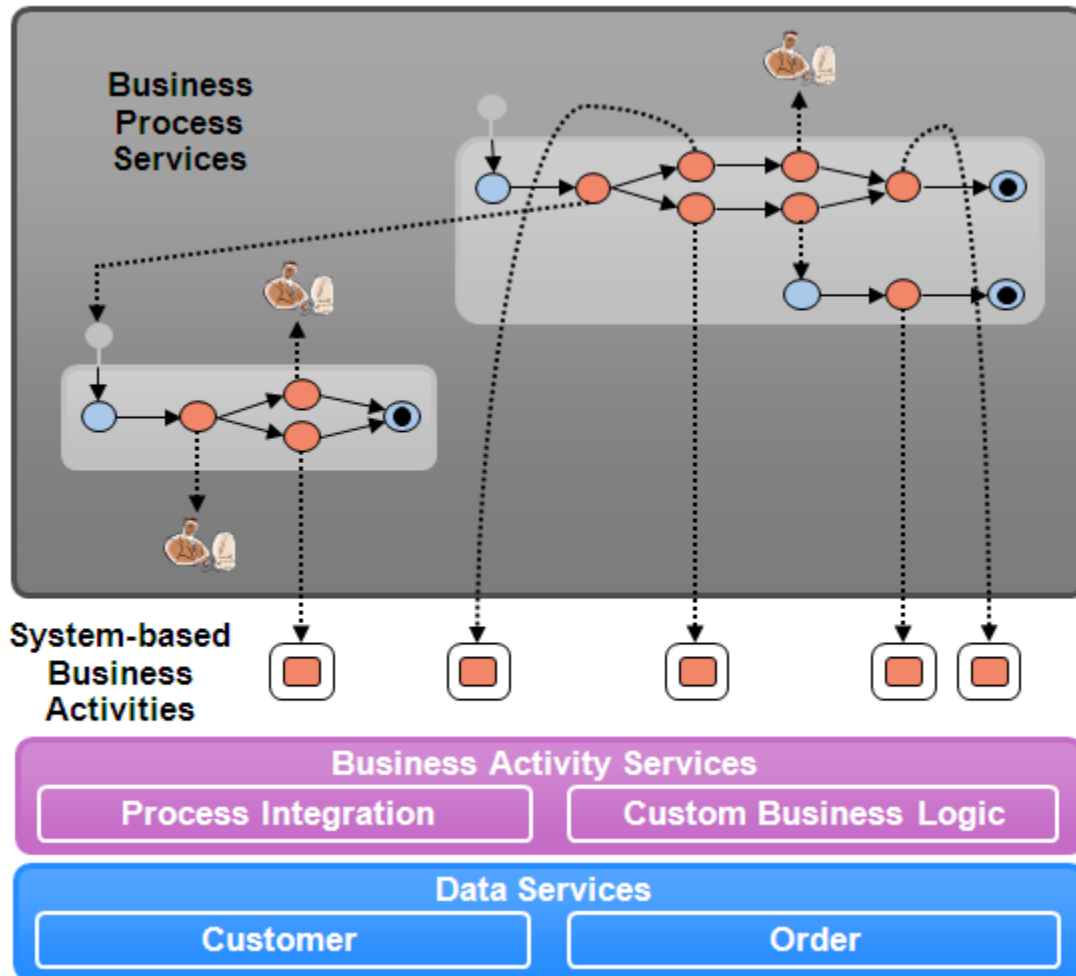 Business
Process
Services
System-based
Business
Activities
Business Activity Services
Process Integration
Custom Business Logic
Data Services
Customer
Order